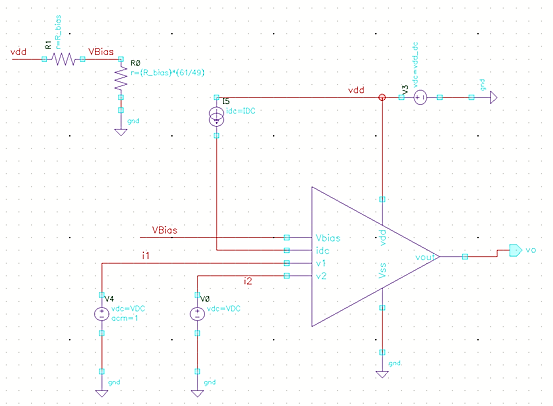 R1
r=R_bias
vdd
VBias
R0
r=(R_bias)*(61/49)
gnd
I5
idc=IDC
vdd
V3
vdc=vdd_dc
gnd
VBias
Vbias
idc
i1
v1
i2
v2
vdd
Vss
vout
vo
V4
vdc=VDC
acm=1
V0
vdc=VDC
gnd
gnd
gnd